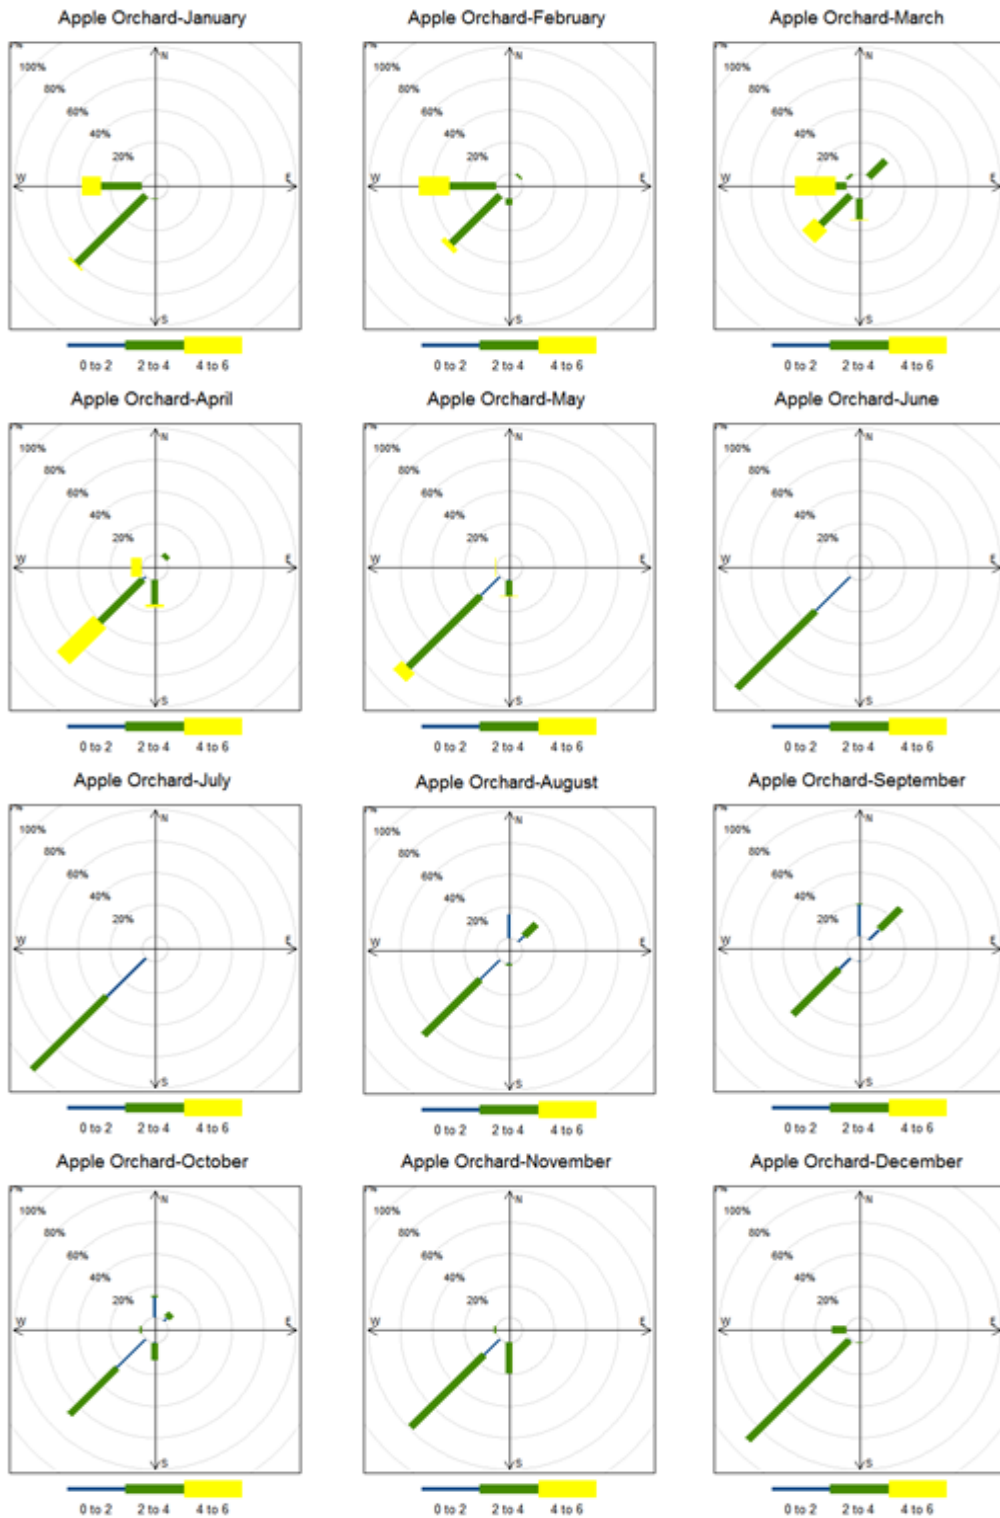 Apple Orchard-January
Apple Orchard-February
Apple Orchard-March
N
100%
80%
60%
40%
20%
W
E
S
N
100%
80%
60%
40%
20%
W
E
S
N
100%
80%
60%
40%
20%
W
E
S
0 to 2 2 to 4 4 to 6
0 to 2 2 to 4 4 to 6
0 to 2 2 to 4 4 to 6
Apple Orchard-April
Apple Orchard-May
Apple Orchard-June
N
100%
80%
60%
40%
20%
W
E
S
N
100%
80%
60%
40%
20%
W
E
S
N
100%
80%
60%
40%
20%
W
E
S
0 to 2 2 to 4 4 to 6
0 to 2 2 to 4 4 to 6
0 to 2 2 to 4 4 to 6
Apple Orchard-July
Apple Orchard-August
Apple Orchard-September
N
100%
80%
60%
40%
20%
W
E
S
N
100%
80%
60%
40%
20%
W
E
S
N
100%
80%
60%
40%
20%
W
E
S
0 to 2 2 to 4 4 to 6
0 to 2 2 to 4 4 to 6
0 to 2 2 to 4 4 to 6
Apple Orchard-October
Apple Orchard-November
Apple Orchard-December
N
100%
80%
60%
40%
20%
W
E
S
N
100%
80%
60%
40%
20%
W
E
S
N
100%
80%
60%
40%
20%
W
E
S
0 to 2 2 to 4 4 to 6
0 to 2 2 to 4 4 to 6
0 to 2 2 to 4 4 to 6